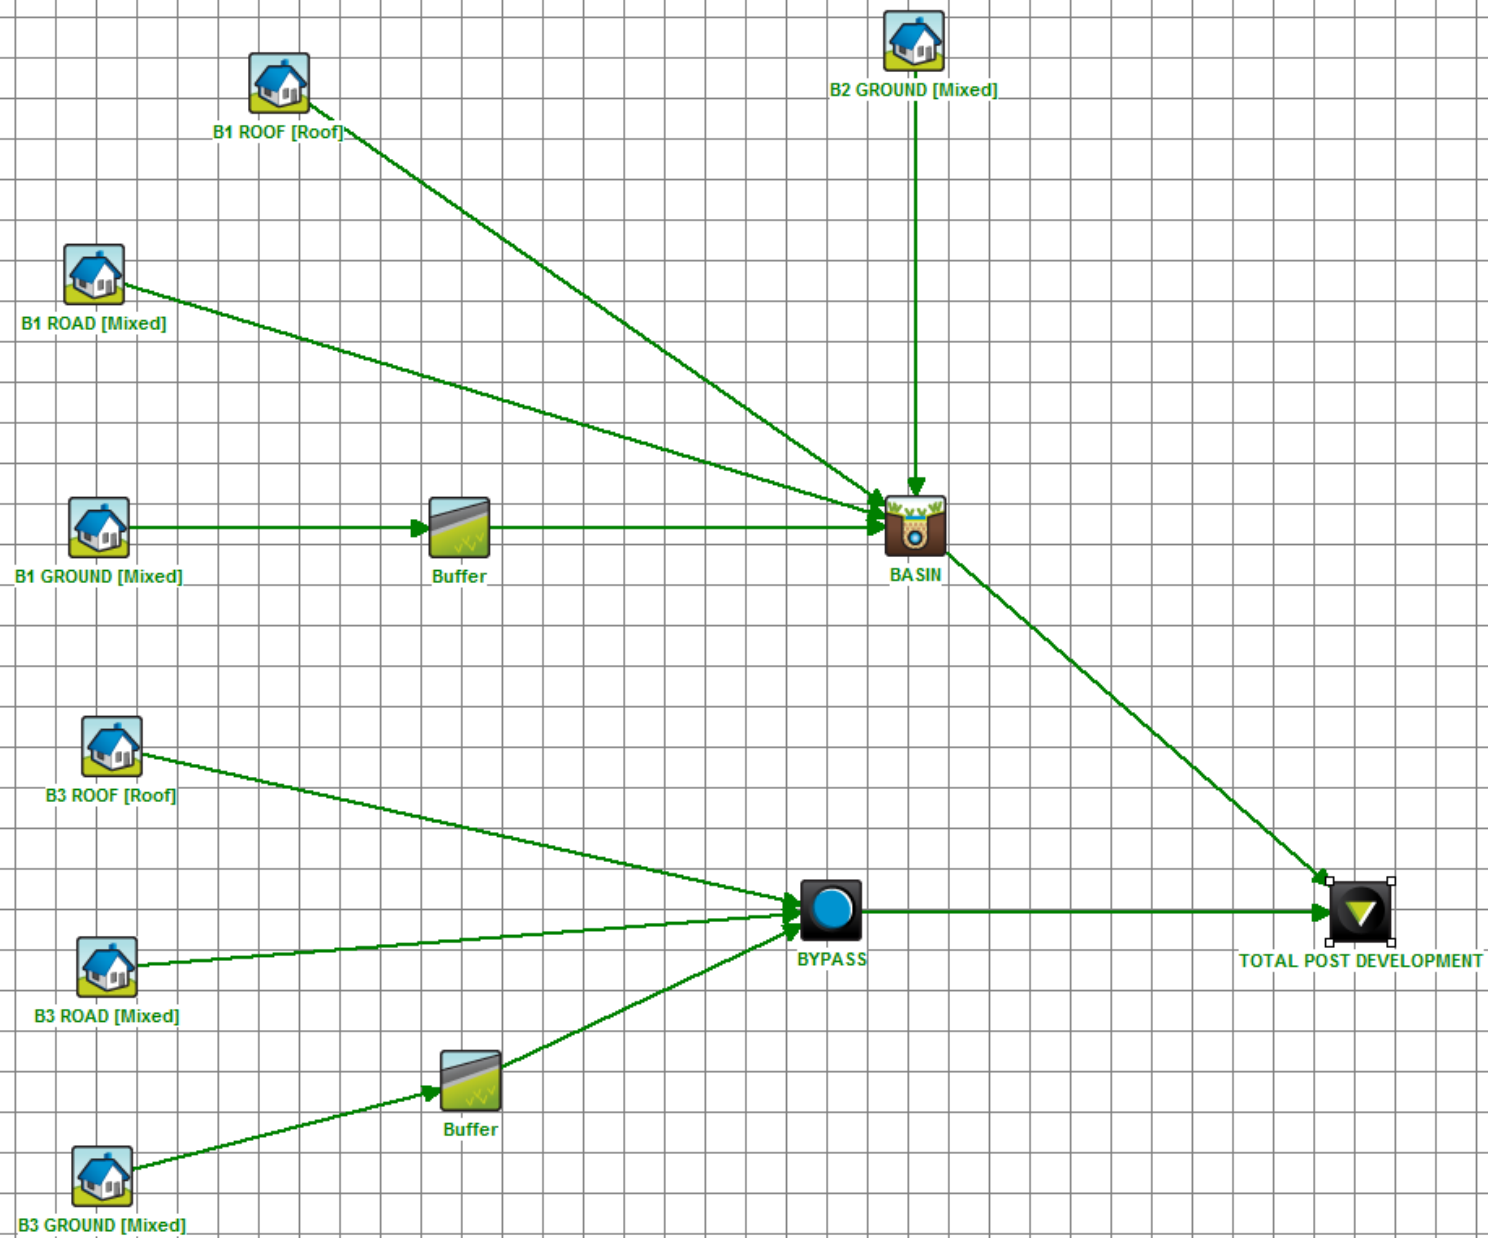 B2 GROUND [Mixed]
B1 ROOF [Roof]
B1 ROAD [Mixed]
B1 GROUND [Mixed]
Buffer
BASIN
B3 ROOF [Roof]
BYPASS
TOTAL POST DEVELOPMENT
B3 ROAD [Mixed]
Buffer
B3 GROUND [Mixed]